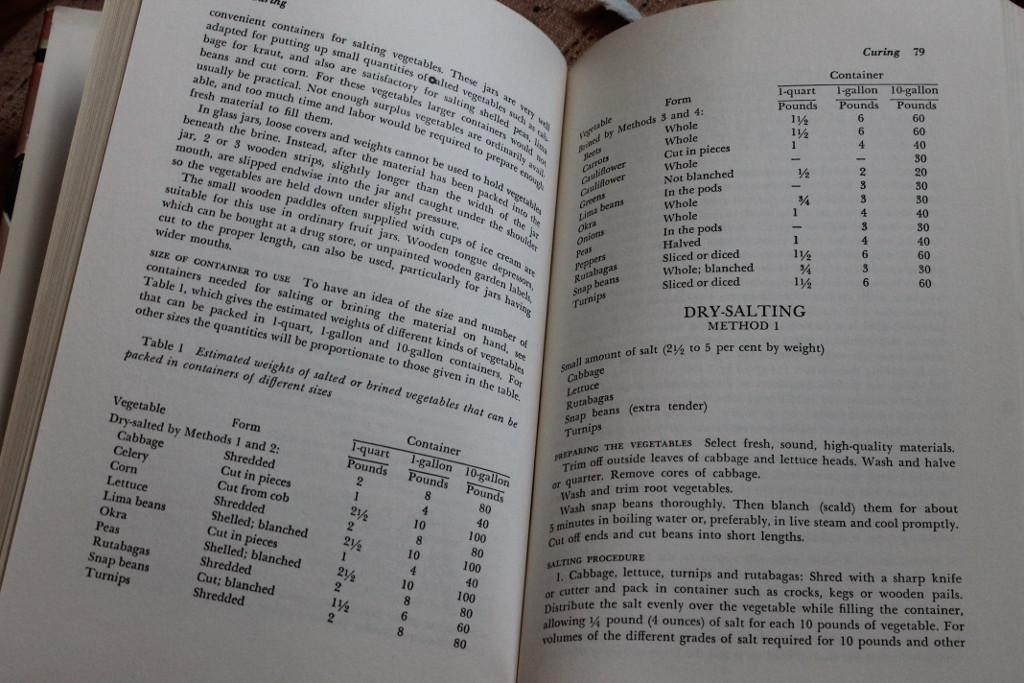 Curing
convenient containers for salting vegetables. These jars are very well
adapted for putting up small quantities of salted vegetables such as cab-
bage for kraut, and also are satisfactory for salting shelled peas, lima
beans and cut corn. For these vegetables larger containers would not
usually be practical. Not enough surplus vegetables are ordinarily avail-
able, and too much time and labor would be required to prepare enough
fresh material to fill them.
In glass jars, loose covers and weights cannot be used to hold vegetables
beneath the brine. Instead, after the material has been packed into the
jar, 2 or 3 wooden strips, slightly longer than the width of the jar
mouth, are slipped endwise into the jar and caught under the shoulder
so the vegetables are held down under slight pressure.
The small wooden paddles often supplied with cups of ice cream are
suitable for this use in ordinary fruit jars. Wooden tongue depressors,
which can be bought at a drug store, or unpainted wooden garden labels,
cut to the proper length, can also be used, particularly for jars having
wider mouths.
SIZE OF CONTAINER TO USE To have an idea of the size and number of
containers needed for salting or brining the material on hand, see
Table 1, which gives the estimated weights of different kinds of vegetables
that can be packed in 1-quart, 1-gallon and 10-gallon containers. For
other sizes the quantities will be proportionate to those given in the table.
Table 1 Estimated weights of salted or brined vegetables that can be
packed in containers of different sizes
Container
Vegetable Form 1-quart 1-gallon 10-gallon
Pounds Pounds Pounds
Dry-salted by Methods 1 and 2:
Cabbage Shredded 2 8 80
Celery Cut in pieces 1 4 40
Corn Cut from cob 2½ 10 100
Lettuce Shredded 2 8 80
Lima beans Shelled; blanched 2½ 10 100
Okra Cut in pieces 1 4 40
Peas Shelled; blanched 2½ 10 100
Rutabagas Shredded 2 8 80
Snap beans Cut; blanched 1½ 6 60
Turnips Shredded 2 8 80
Curing 79
Container
1-quart 1-gallon 10-gallon
Vegetable Form Pounds Pounds Pounds
Brined by Methods 3 and 4:
Beets Whole 1½ 6 60
Carrots Whole 1½ 6 60
Cauliflower Cut in pieces 1 4 40
Cauliflower Whole — — 30
Greens Not blanched ½ 2 20
Lima beans In the pods — 3 30
Okra Whole ¾ 3 30
Onions Whole 1 4 40
Peas In the pods — 3 30
Peppers Halved 1 4 40
Rutabagas Sliced or diced 1½ 6 60
Snap beans Whole; blanched ¾ 3 30
Turnips Sliced or diced 1½ 6 60
DRY-SALTING
METHOD 1
Small amount of salt (2½ to 5 per cent by weight)
Cabbage
Lettuce
Rutabagas
Snap beans (extra tender)
Turnips
PREPARING THE VEGETABLES Select fresh, sound, high-quality materials.
Trim off outside leaves of cabbage and lettuce heads. Wash and halve
or quarter. Remove cores of cabbage.
Wash and trim root vegetables.
Wash snap beans thoroughly. Then blanch (scald) them for about
5 minutes in boiling water or, preferably, in live steam and cool promptly.
Cut off ends and cut beans into short lengths.
SALTING PROCEDURE
1. Cabbage, lettuce, turnips and rutabagas: Shred with a sharp knife
or cutter and pack in container such as crocks, kegs or wooden pails.
Distribute the salt evenly over the vegetable while filling the container,
allowing ¼ pound (4 ounces) of salt for each 10 pounds of vegetable. For
volumes of the different grades of salt required for 10 pounds and other